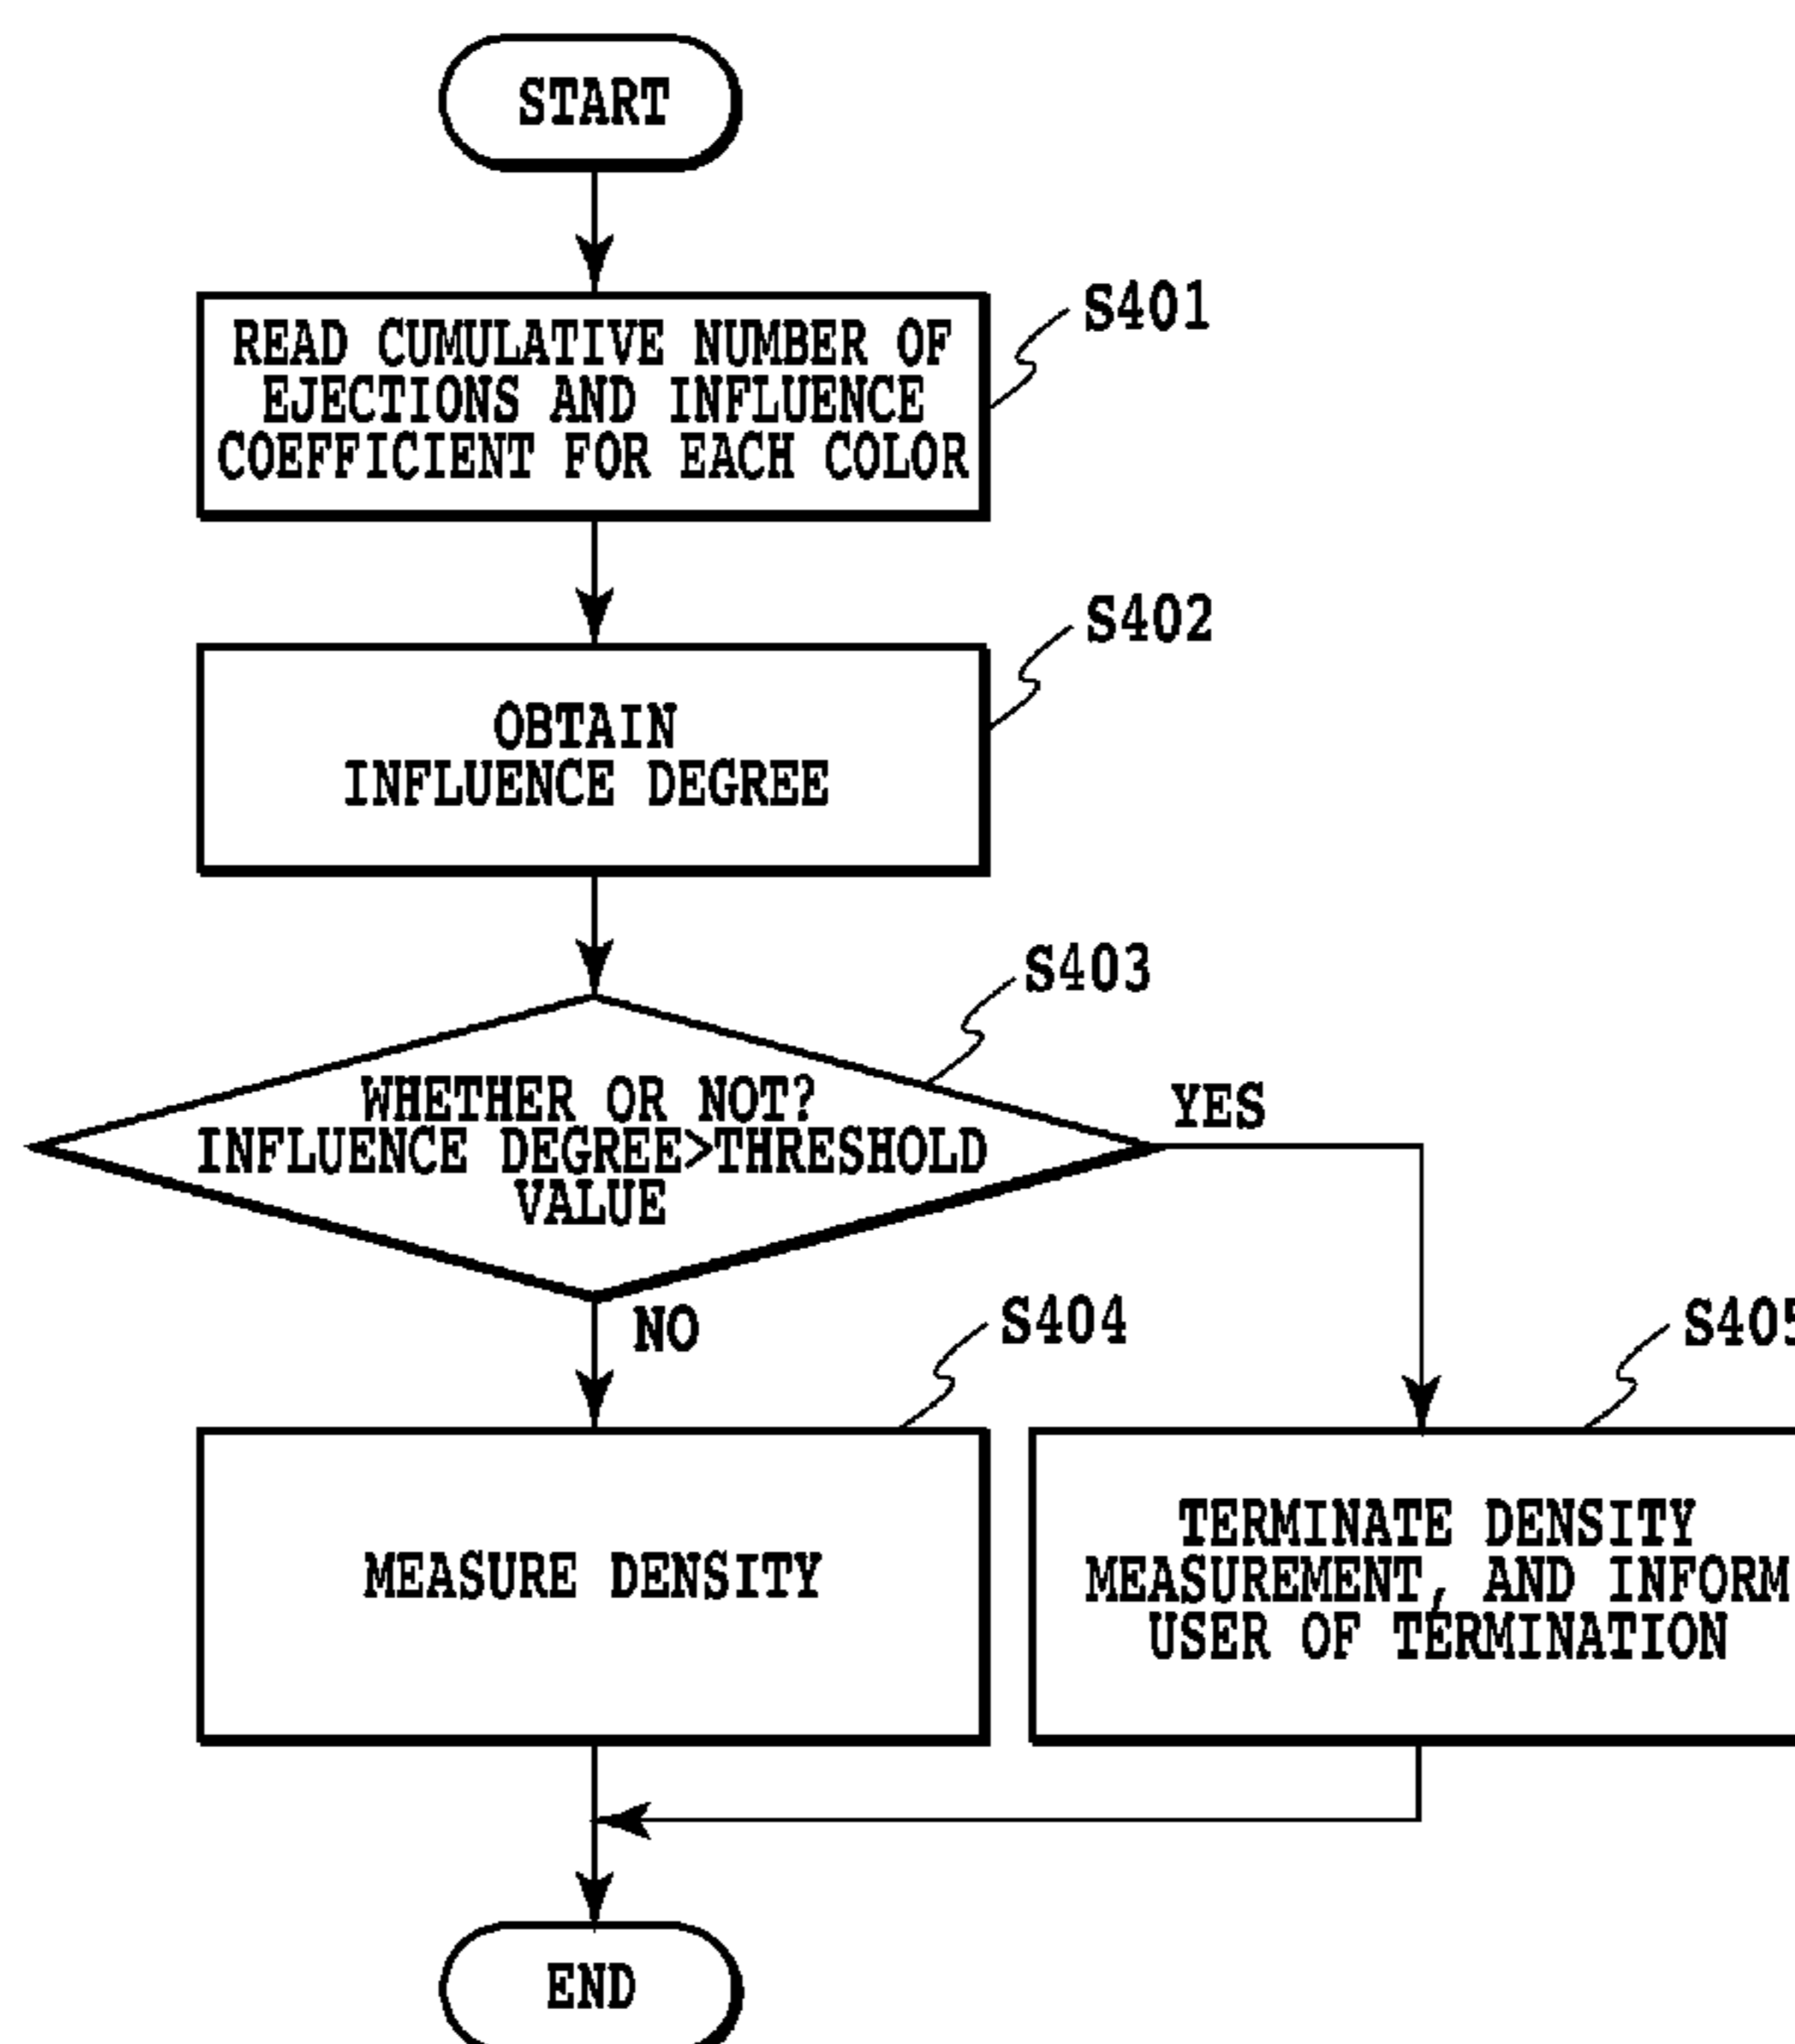 START
READ CUMULATIVE NUMBER OF
EJECTIONS AND INFLUENCE
COEFFICIENT FOR EACH COLOR
S401
OBTAIN
INFLUENCE DEGREE
S402
WHETHER OR NOT?
INFLUENCE DEGREE>THRESHOLD
VALUE
S403
YES
NO
MEASURE DENSITY
S404
TERMINATE DENSITY
MEASUREMENT, AND INFORM
USER OF TERMINATION
S405
END